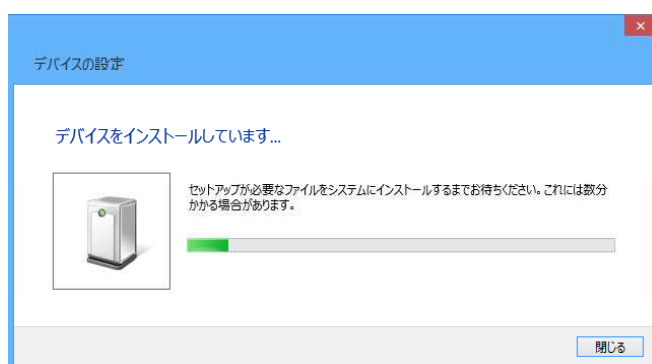 デバイスの設定
デバイスをインストールしています...
セットアップが必要なファイルをシステムにインストールするまでお待ちください。これには数分
かかる場合があります。
閉じる